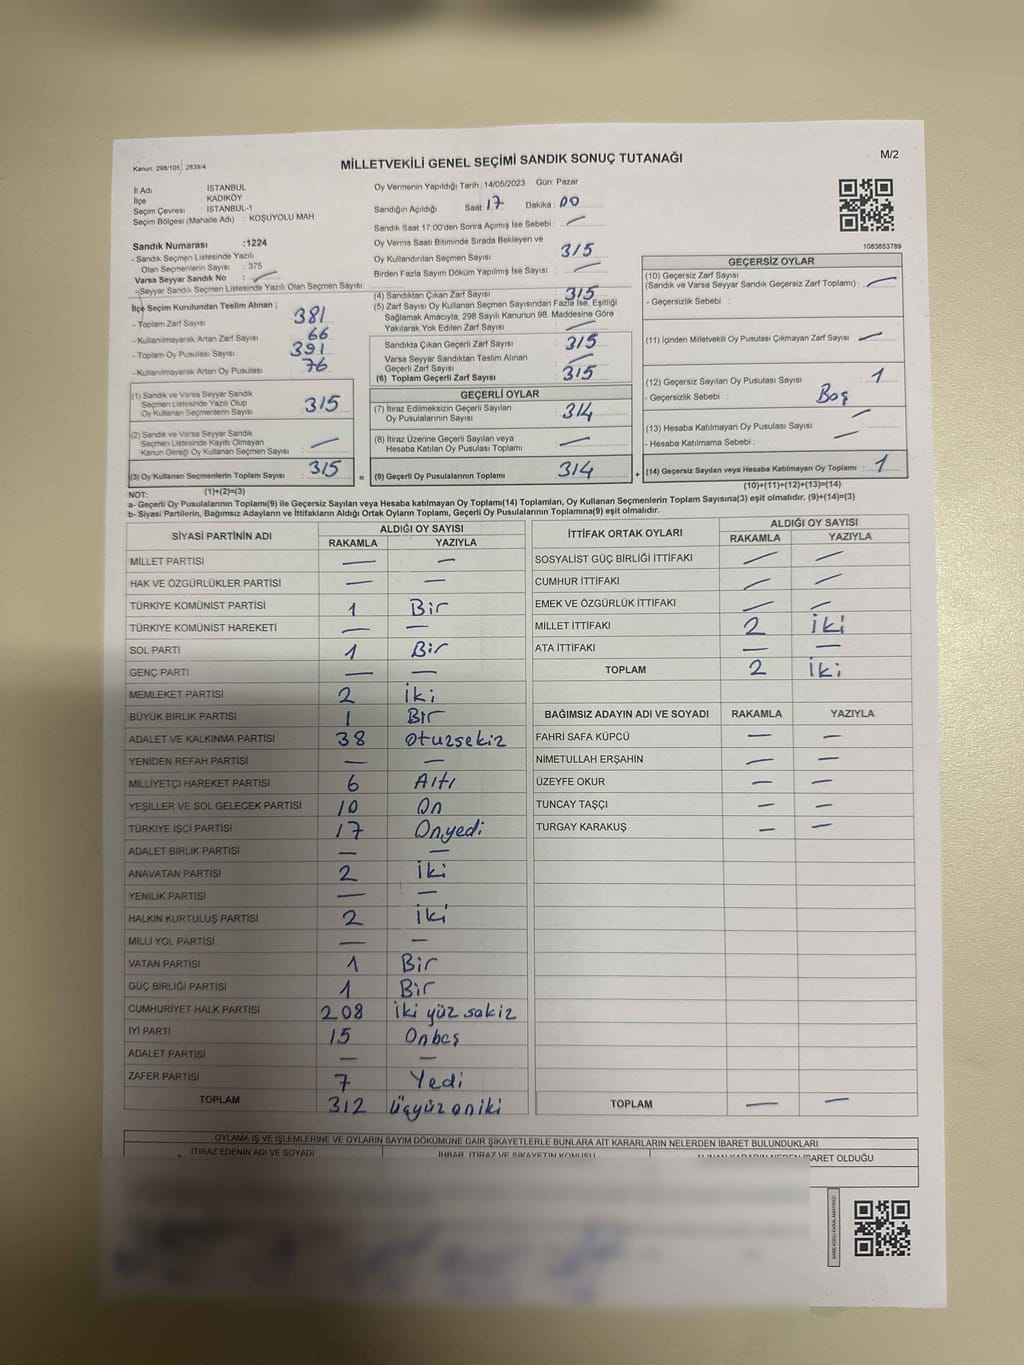 Kanun, 298/105, 2839/4
MİLLETVEKİLİ GENEL SEÇİMİ SANDIK SONUÇ TUTANAĞI
M/2
İl Adı : İSTANBUL
İlçe : KADIKÖY
Seçim Çevresi : İSTANBUL-1
Seçim Bölgesi (Mahalle Adı) : KOŞUYOLU MAH.
Sandık Numarası :1224
- Sandık Seçmen Listesinde Yazılı
Olan Seçmenlerin Sayısı : 375
Varsa Seyyar Sandık No : —
-Seyyar Sandık Seçmen Listesinde Yazılı Olan Seçmen Sayısı :
İlçe Seçim Kurulundan Teslim Alınan ;
- Toplam Zarf Sayısı 381
- Kullanılmayarak Artan Zarf Sayısı 66
- Toplam Oy Pusulası Sayısı 391
- Kullanılmayarak Artan Oy Pusulası 76
(1) Sandık ve Varsa Seyyar Sandık
Seçmen Listesinde Yazılı Olup
Oy Kullanan Seçmenlerin Sayısı 315
(2) Sandık ve Varsa Seyyar Sandık
Seçmen Listesinde Kayıtlı Olmayan
Kanun Gereği Oy Kullanan Seçmen Sayısı —
(3) Oy Kullanan Seçmenlerin Toplam Sayısı 315
(1)+(2)=(3)
Oy Vermenin Yapıldığı Tarih: 14/05/2023 Gün: Pazar
Sandığın Açıldığı Saat: 17 Dakika: 00
Sandık Saat 17:00'den Sonra Açımış İse Sebebi : —
Oy Verme Saati Bitiminde Sırada Bekleyen ve
Oy Kullandırılan Seçmen Sayısı 315
Birden Fazla Sayım Döküm Yapılmış İse Sayısı —
(4) Sandıktan Çıkan Zarf Sayısı 315
(5) Zarf Sayısı Oy Kullanan Seçmen Sayısından Fazla İse, Eşitliği
Sağlamak Amacıyla, 298 Sayılı Kanunun 98. Maddesine Göre
Yakılarak Yok Edilen Zarf Sayısı —
Sandıkta Çıkan Geçerli Zarf Sayısı 315
Varsa Seyyar Sandıktan Teslim Alınan
Geçerli Zarf Sayısı —
(6) Toplam Geçerli Zarf Sayısı 315
GEÇERLİ OYLAR
(7) İtiraz Edilmeksizin Geçerli Sayılan
Oy Pusulalarının Sayısı 314
(8) İtiraz Üzerine Geçerli Sayılan veya
Hesaba Katılan Oy Pusulaları Toplamı —
= (9) Geçerli Oy Pusulalarının Toplamı 314
1083653789
GEÇERSİZ OYLAR
(10) Geçersiz Zarf Sayısı
(Sandık ve Varsa Seyyar Sandık Geçersiz Zarf Toplamı) : —
- Geçersizlik Sebebi :
(11) İçinden Milletvekili Oy Pusulası Çıkmayan Zarf Sayısı —
(12) Geçersiz Sayılan Oy Pusulası Sayısı 1
- Geçersizlik Sebebi : Boş
(13) Hesaba Katılmayan Oy Pusulası Sayısı —
- Hesaba Katılmama Sebebi : —
+ (14) Geçersiz Sayılan veya Hesaba Katılmayan Oy Toplamı : 1
(10)+(11)+(12)+(13)=(14)
NOT:
a- Geçerli Oy Pusulalarının Toplamı(9) ile Geçersiz Sayılan veya Hesaba katılmayan Oy Toplamı(14) Toplamları, Oy Kullanan Seçmenlerin Toplam Sayısına(3) eşit olmalıdır. (9)+(14)=(3)
b- Siyasi Partilerin, Bağımsız Adayların ve İttifakların Aldığı Ortak Oyların Toplamı, Geçerli Oy Pusulalarının Toplamına(9) eşit olmalıdır.
SİYASİ PARTİNİN ADI ALDIĞI OY SAYISI
RAKAMLA YAZIYLA
MİLLET PARTİSİ — —
HAK VE ÖZGÜRLÜKLER PARTİSİ — —
TÜRKİYE KOMÜNİST PARTİSİ 1 Bir
TÜRKİYE KOMÜNİST HAREKETİ — —
SOL PARTİ 1 Bir
GENÇ PARTİ — —
MEMLEKET PARTİSİ 2 iki
BÜYÜK BİRLİK PARTİSİ 1 Bir
ADALET VE KALKINMA PARTİSİ 38 otuzsekiz
YENİDEN REFAH PARTİSİ — —
MİLLİYETÇİ HAREKET PARTİSİ 6 Altı
YEŞİLLER VE SOL GELECEK PARTİSİ 10 On
TÜRKİYE İŞÇİ PARTİSİ 17 Onyedi
ADALET BİRLİK PARTİSİ — —
ANAVATAN PARTİSİ 2 iki
YENİLİK PARTİSİ — —
HALKIN KURTULUŞ PARTİSİ 2 iki
MİLLİ YOL PARTİSİ — —
VATAN PARTİSİ 1 Bir
GÜÇ BİRLİĞİ PARTİSİ 1 Bir
CUMHURİYET HALK PARTİSİ 208 iki yüz sekiz
İYİ PARTİ 15 Onbeş
ADALET PARTİSİ — —
ZAFER PARTİSİ 7 Yedi
TOPLAM 312 üçyüzoniki
İTTİFAK ORTAK OYLARI ALDIĞI OY SAYISI
RAKAMLA YAZIYLA
SOSYALİST GÜÇ BİRLİĞİ İTTİFAKI — —
CUMHUR İTTİFAKI — —
EMEK VE ÖZGÜRLÜK İTTİFAKI — —
MİLLET İTTİFAKI 2 iki
ATA İTTİFAKI — —
TOPLAM 2 iki
BAĞIMSIZ ADAYIN ADI VE SOYADI RAKAMLA YAZIYLA
FAHRİ SAFA KÜPCÜ — —
NİMETULLAH ERŞAHİN — —
ÜZEYFE OKUR — —
TUNCAY TAŞÇI — —
TURGAY KARAKUŞ — —
TOPLAM — —
OYLAMA İŞ VE İŞLEMLERİNE VE OYLARIN SAYIM DÖKÜMÜNE DAİR ŞİKAYETLERLE BUNLARA AİT KARARLARIN NELERDEN İBARET BULUNDUKLARI
İTİRAZ EDENİN ADI VE SOYADI İHBAR, İTİRAZ VE ŞİKAYETİN KONUSU ALINAN KARARIN NEDEN İBARET OLDUĞU